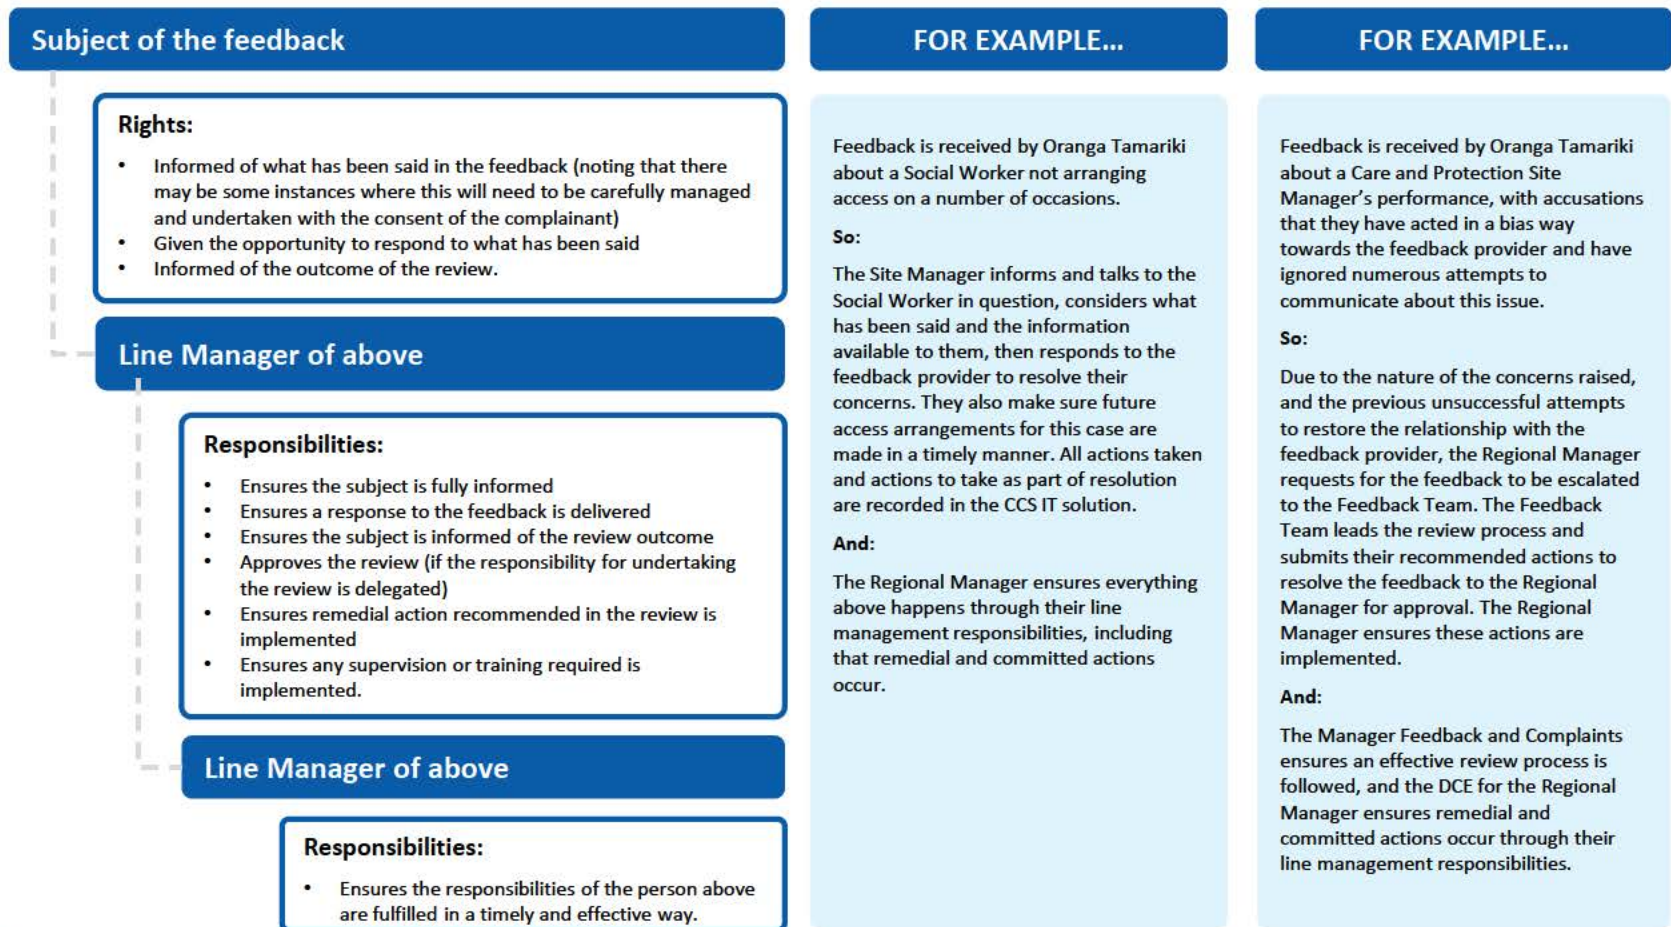 Subject of the feedback
Rights:
• Informed of what has been said in the feedback (noting that there
may be some instances where this will need to be carefully managed
and undertaken with the consent of the complainant)
• Given the opportunity to respond to what has been said
• Informed of the outcome of the review.
Line Manager of above
Responsibilities:
• Ensures the subject is fully informed
• Ensures a response to the feedback is delivered
• Ensures the subject is informed of the review outcome
• Approves the review (if the responsibility for undertaking
the review is delegated)
• Ensures remedial action recommended in the review is
implemented
• Ensures any supervision or training required is
implemented.
Line Manager of above
Responsibilities:
• Ensures the responsibilities of the person above
are fulfilled in a timely and effective way.
FOR EXAMPLE...
Feedback is received by Oranga Tamariki
about a Social Worker not arranging
access on a number of occasions.
So:
The Site Manager informs and talks to the
Social Worker in question, considers what
has been said and the information
available to them, then responds to the
feedback provider to resolve their
concerns. They also make sure future
access arrangements for this case are
made in a timely manner. All actions taken
and actions to take as part of resolution
are recorded in the CCS IT solution.
And:
The Regional Manager ensures everything
above happens through their line
management responsibilities, including
that remedial and committed actions
occur.
FOR EXAMPLE...
Feedback is received by Oranga Tamariki
about a Care and Protection Site
Manager's performance, with accusations
that they have acted in a bias way
towards the feedback provider and have
ignored numerous attempts to
communicate about this issue.
So:
Due to the nature of the concerns raised,
and the previous unsuccessful attempts
to restore the relationship with the
feedback provider, the Regional Manager
requests for the feedback to be escalated
to the Feedback Team. The Feedback
Team leads the review process and
submits their recommended actions to
resolve the feedback to the Regional
Manager for approval. The Regional
Manager ensures these actions are
implemented.
And:
The Manager Feedback and Complaints
ensures an effective review process is
followed, and the DCE for the Regional
Manager ensures remedial and
committed actions occur through their
line management responsibilities.